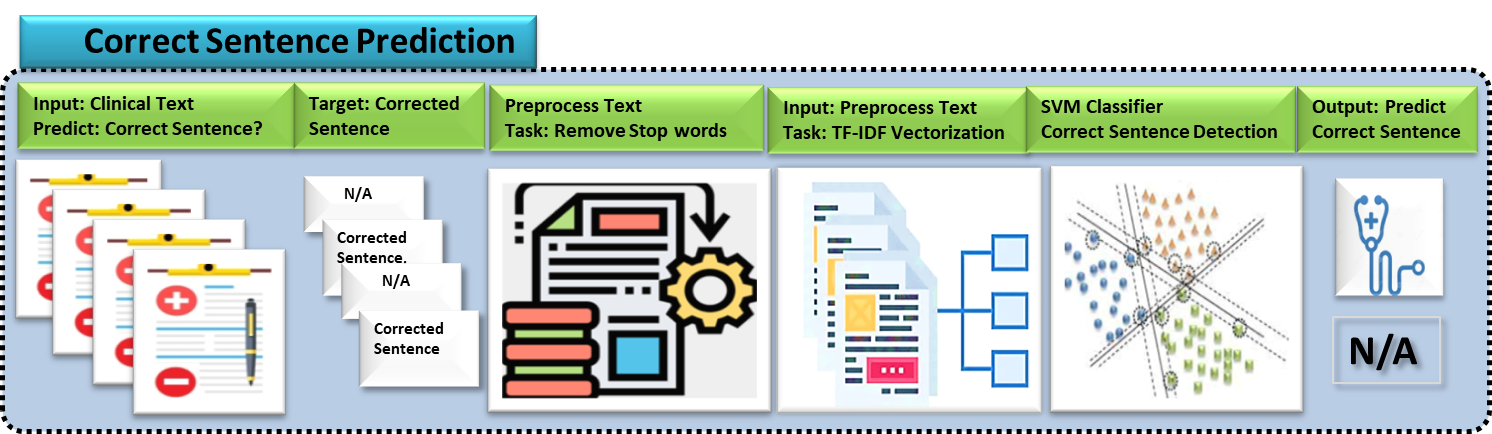 Correct Sentence Prediction
Input: Clinical Text
Predict: Correct Sentence?
Target: Corrected
Sentence
Preprocess Text
Task: Remove Stop words
Input: Preprocess Text
Task: TF-IDF Vectorization
SVM Classifier
Correct Sentence Detection
Output: Predict
Correct Sentence
N/A
Corrected
Sentence.
N/A
Corrected
Sentence
N/A